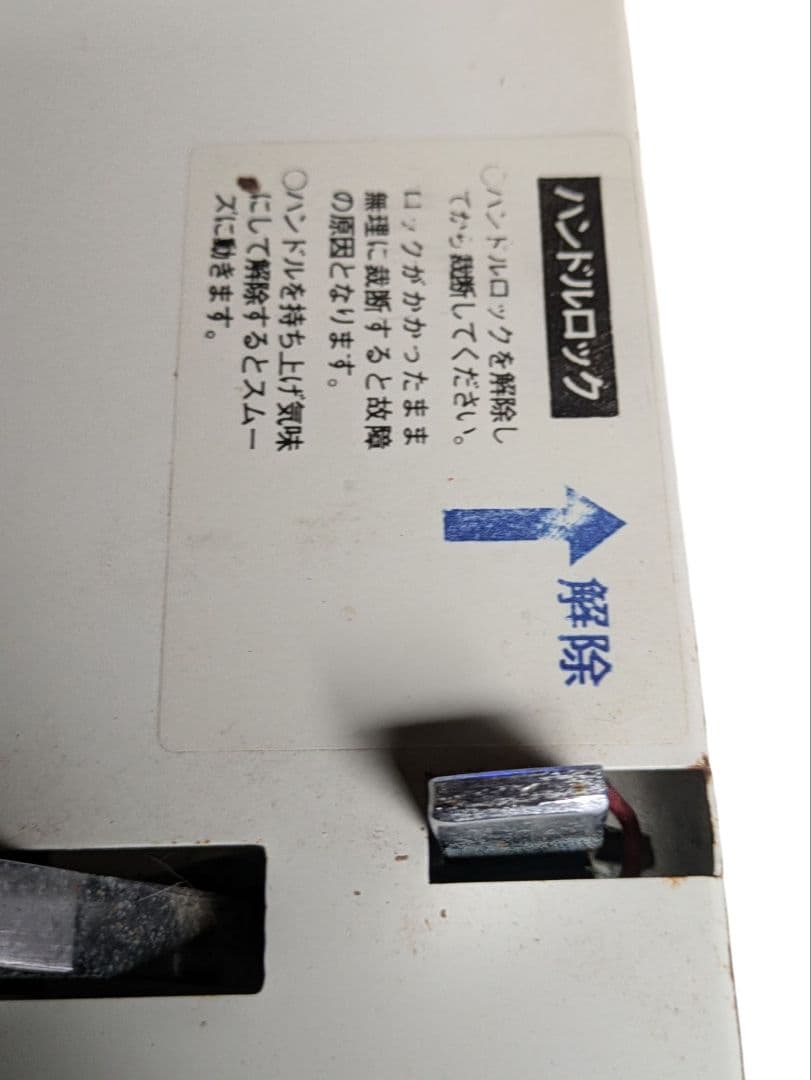 ハンドルロック
解除
○ハンドルロックを解除し
てから裁断してください。
ロックがかかったまま
無理に裁断すると故障
の原因となります。
○ハンドルを持ち上げ気味
にして解除するとスムー
ズに動きます。